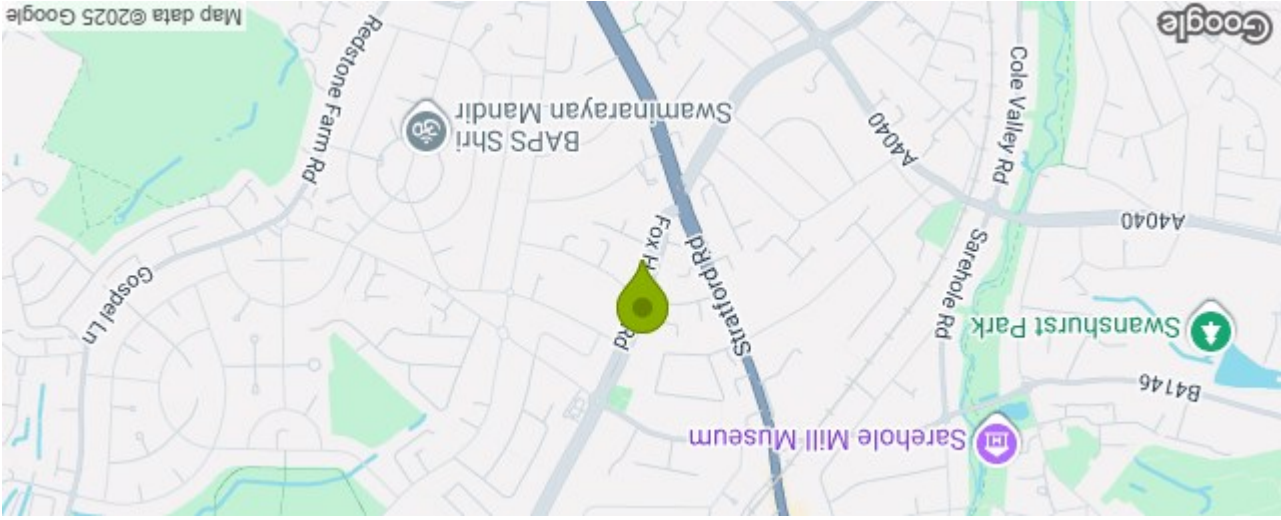 B4146
Sarehole Mill Museum
Swanshurst Park
Stratford Rd
Rd
Gospel Ln
Sarehole Rd
Fox H
A4040
A4040
Cole Valley Rd
BAPS Shri
Swaminarayan Mandir
Redstone Farm Rd
Google
Map data ©2025 Google